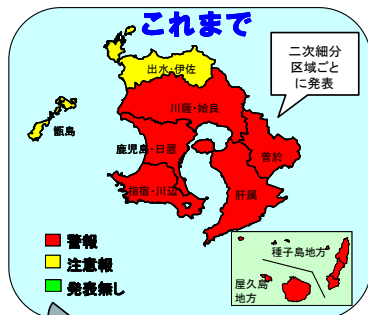 これまで
二次細分
区域ごと
に発表
出水・伊佐
川薩・姶良
甑島
鹿児島・日置
曽於
指宿・川辺
肝属
警報
注意報
発表無し
種子島地方
屋久島
地方